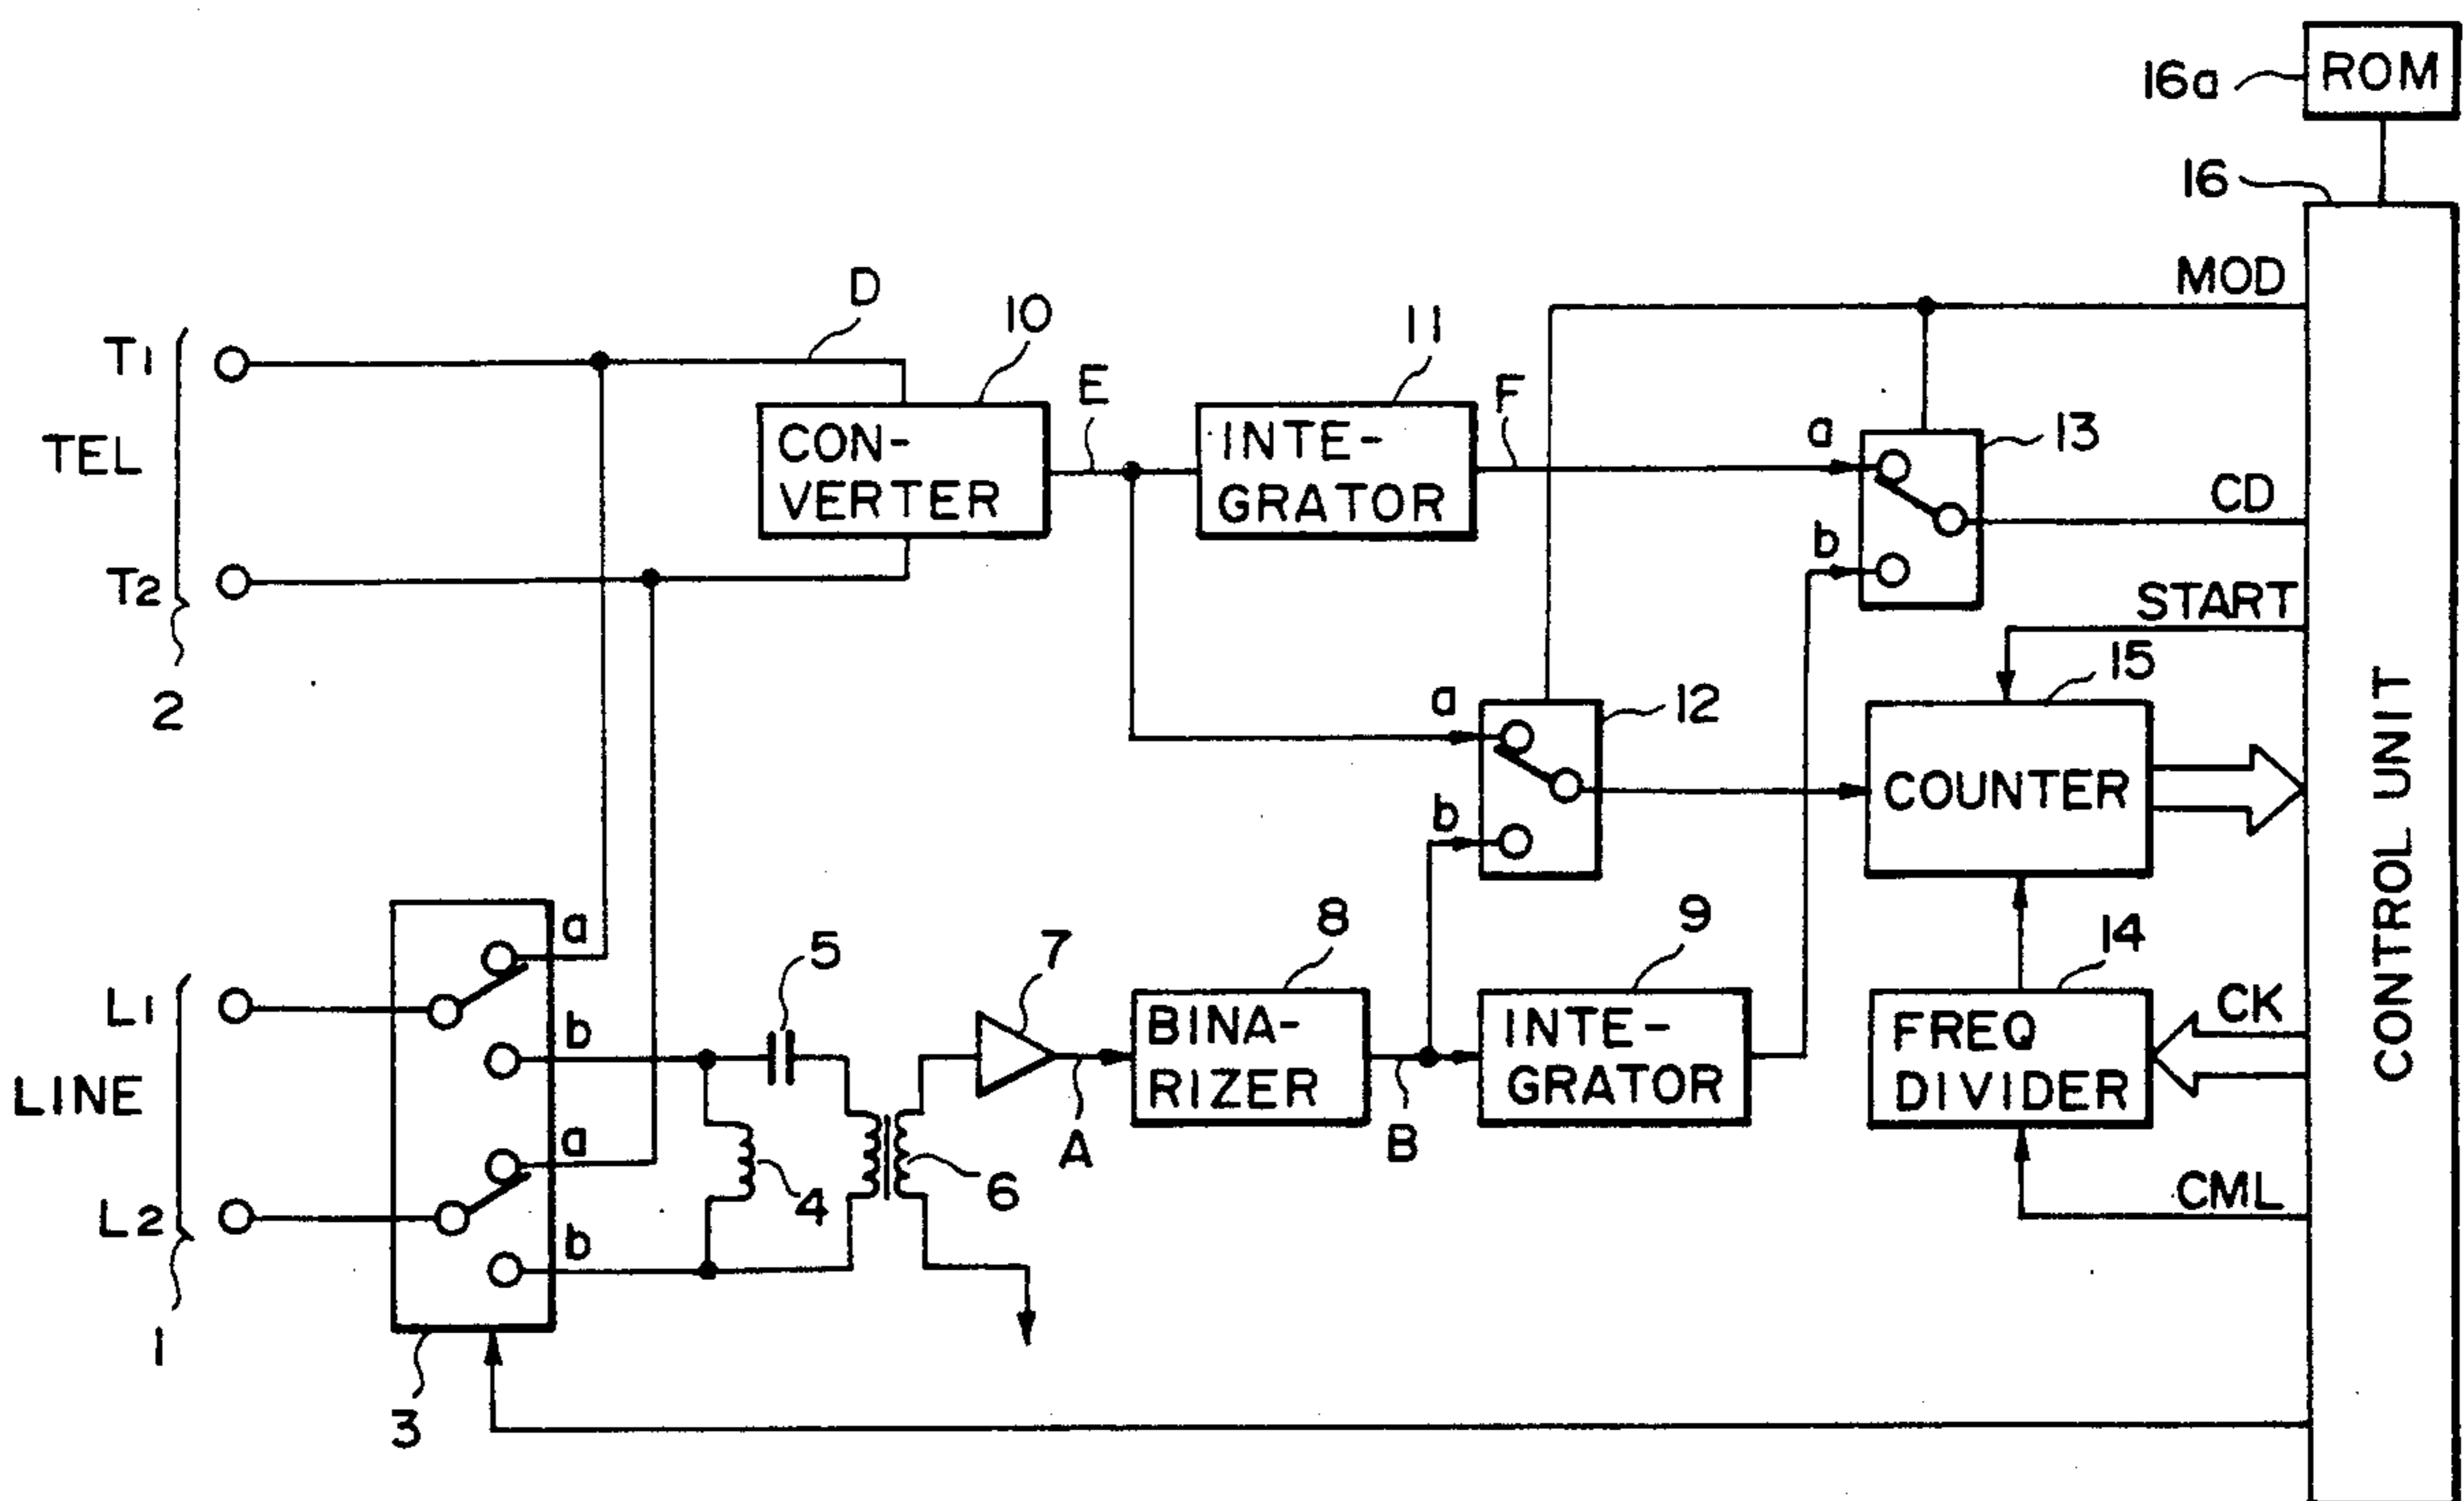 16a
ROM
16
MOD
D
10
11
T1
E
F
a
13
TEL
CON-
VERTER
INTE-
GRATOR
CD
b
T2
START
15
2
a
12
COUNTER
b
CONTROL UNIT
8
9
14
a
5
7
L1
BINA-
RIZER
INTE-
GRATOR
FREQ
DIVIDER
CK
b
LINE
A
B
a
4
6
CML
L2
b
1
3